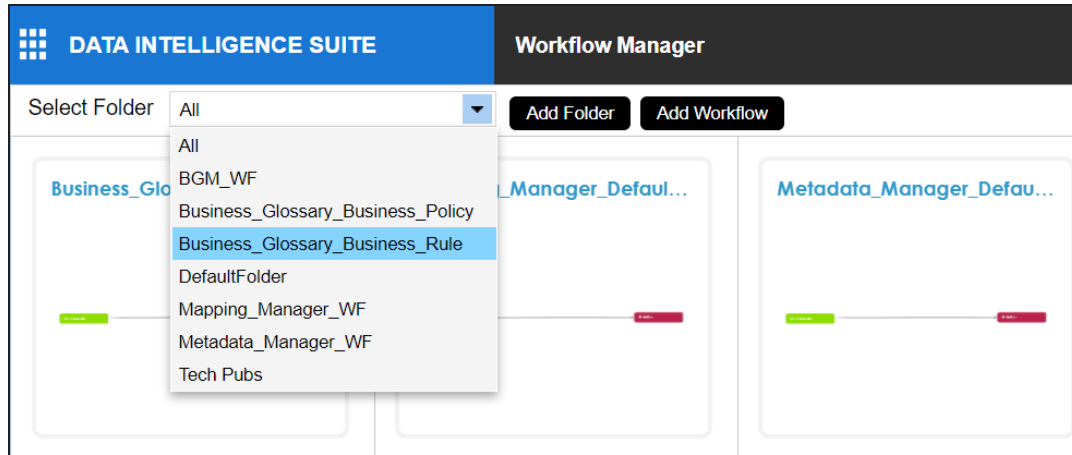 DATA INTELLIGENCE SUITE
Workflow Manager
Select Folder
All
Add Folder
Add Workflow
All
BGM_WF
Business_Glossary_Business_Policy
Business_Glossary_Business_Rule
DefaultFolder
Mapping_Manager_WF
Metadata_Manager_WF
Tech Pubs
Business_Glo
_Manager_Defaul...
Metadata_Manager_Defau...